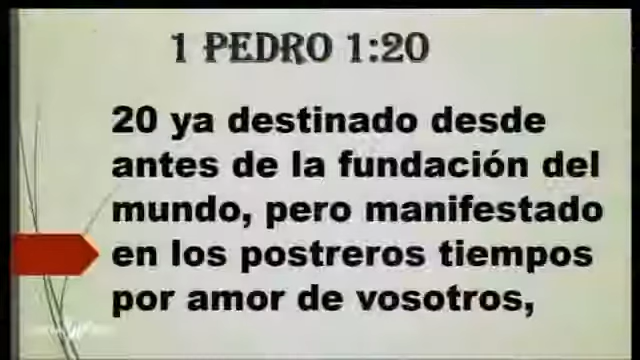 1 PEDRO 1:20
20 ya destinado desde
antes de la fundación del
mundo, pero manifestado
en los postreros tiempos
por amor de vosotros,